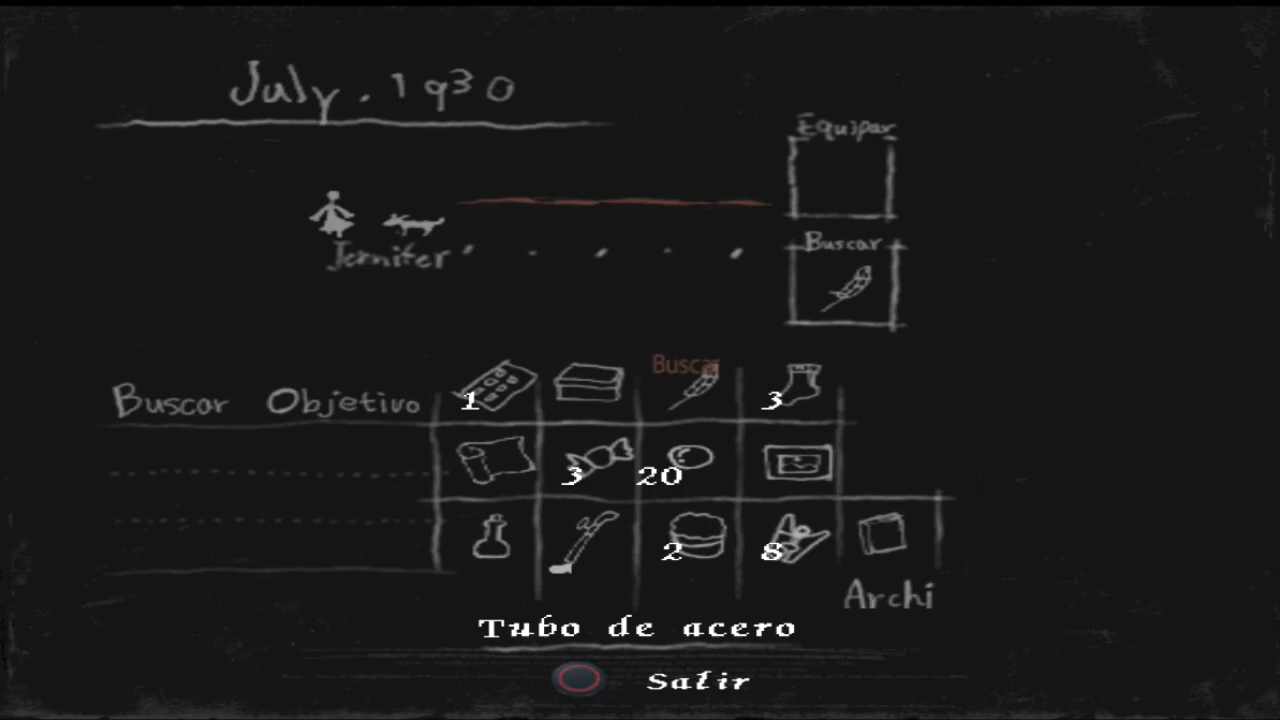 July.1930
Equipar
Jennifer
Buscar
Buscar
Buscar Objetivo
1
3
3
20
2
8
Archi
Tubo de acero
Salir